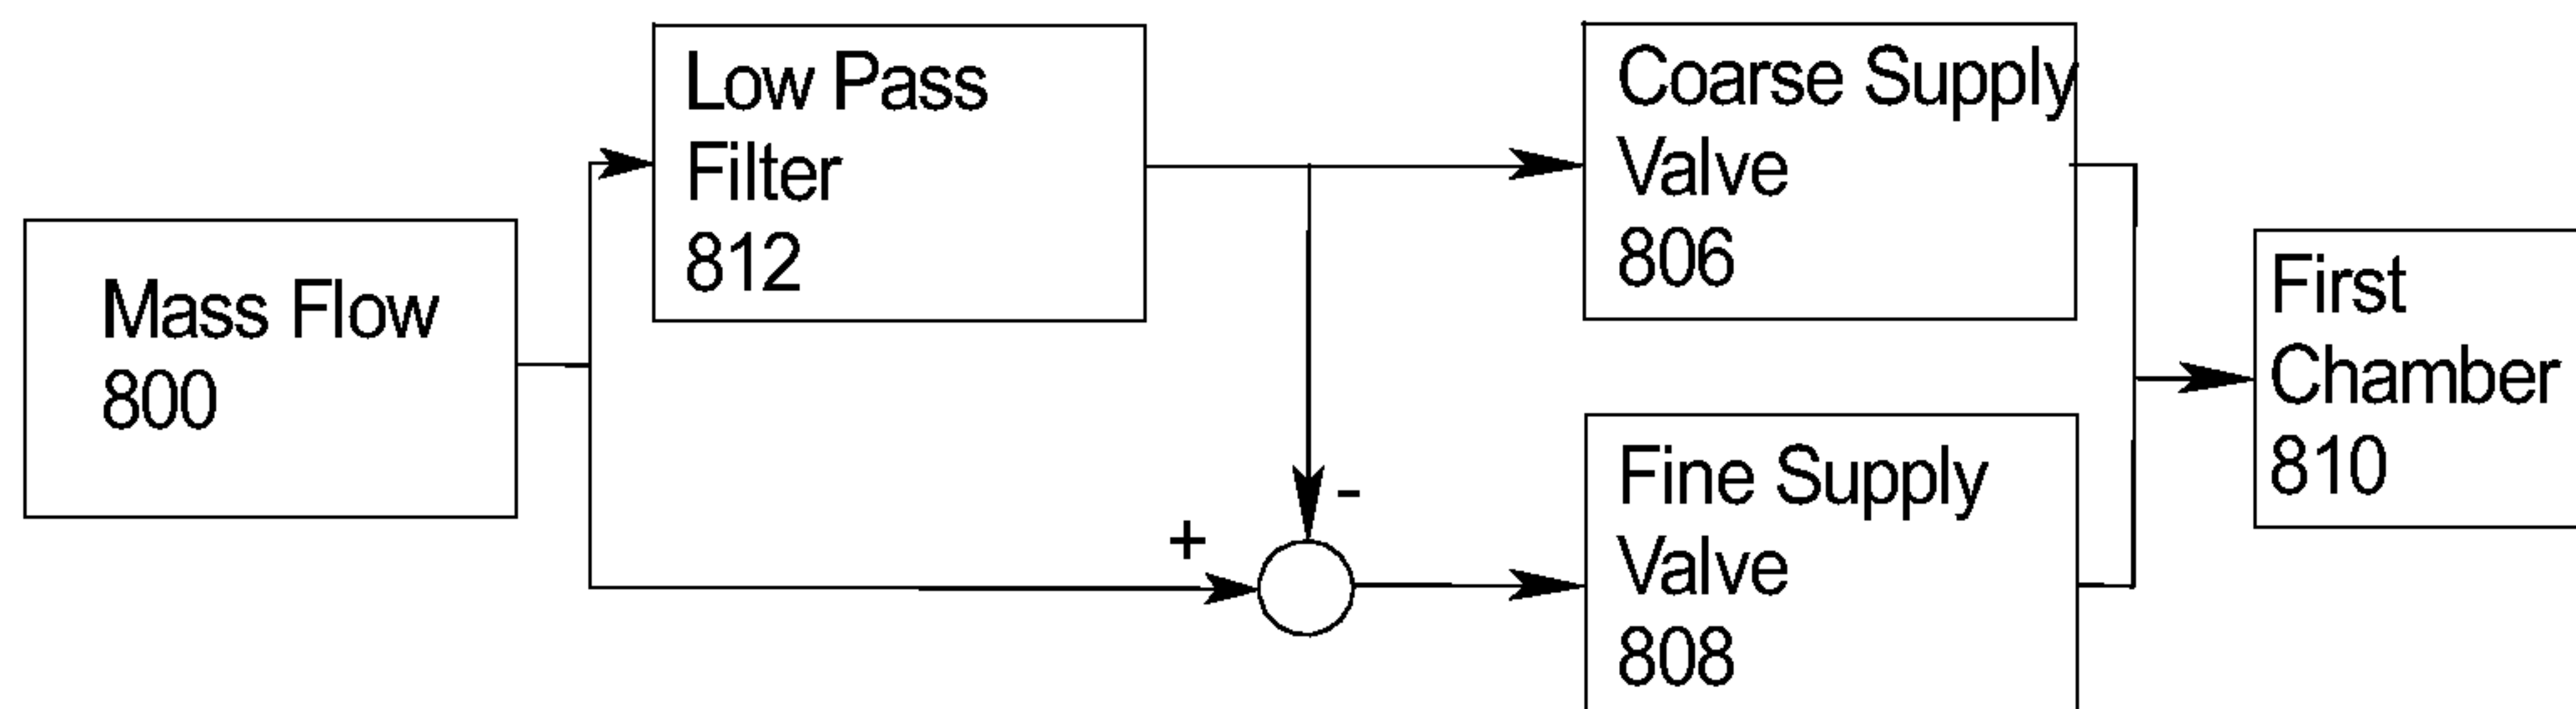 Low Pass
Filter
812
Coarse Supply
Valve
806
Mass Flow
800
First
Chamber
810
-
+
Fine Supply
Valve
808